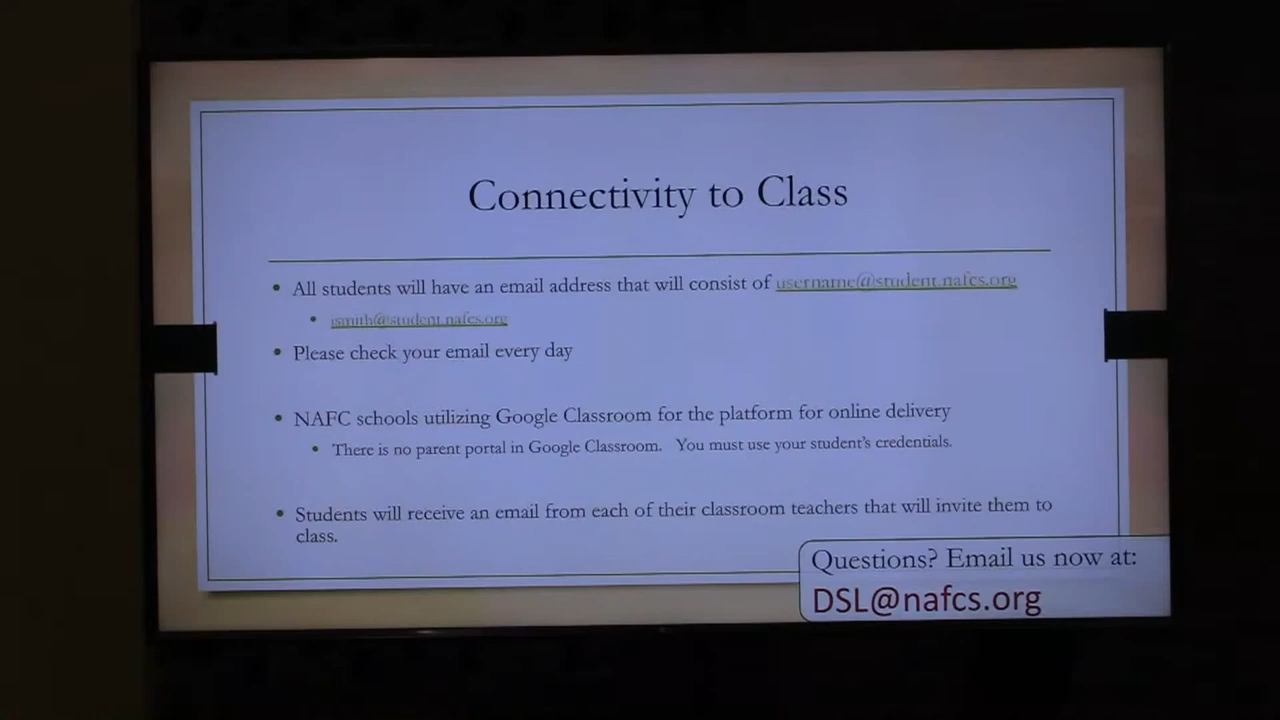 Connectivity to Class
• All students will have an email address that will consist of username@student.nafcs.org
• jsmith@student.nafcs.org
• Please check your email every day
• NAFC schools utilizing Google Classroom for the platform for online delivery
• There is no parent portal in Google Classroom. You must use your student's credentials.
• Students will receive an email from each of their classroom teachers that will invite them to
class.
Questions? Email us now at:
DSL@nafcs.org